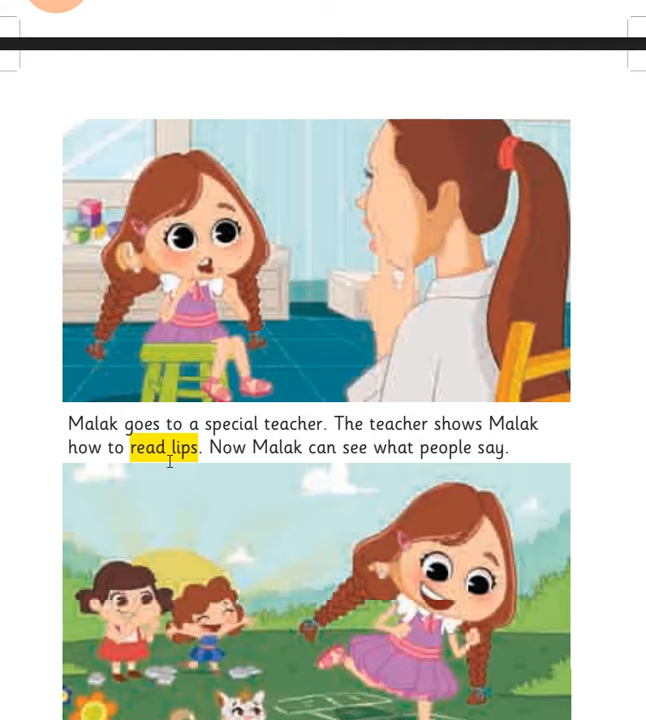 Malak goes to a special teacher. The teacher shows Malak
how to read lips. Now Malak can see what people say.